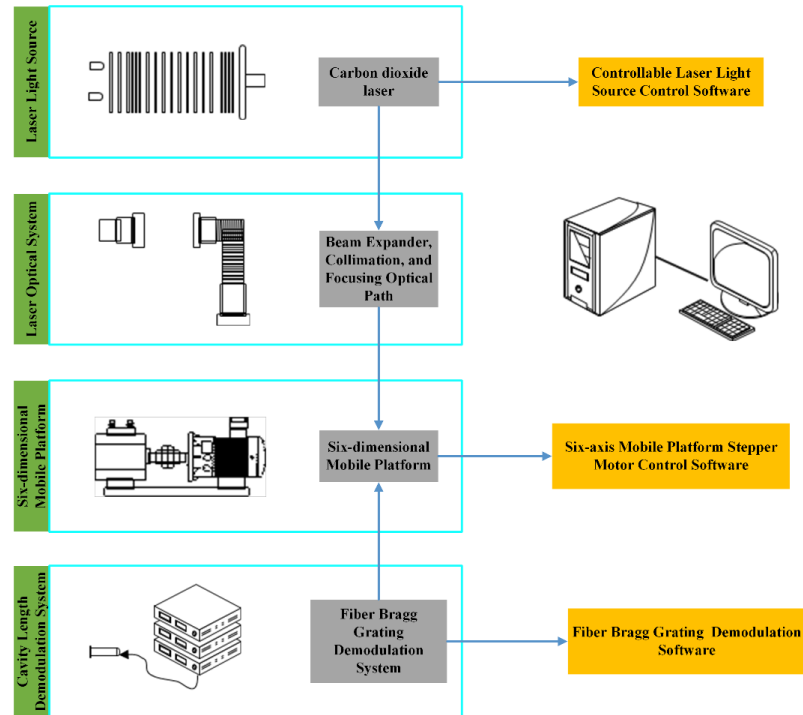 Laser Light Source
Carbon dioxide
laser
Controllable Laser Light
Source Control Software
Laser Optical System
Beam Expander,
Collimation, and
Focusing Optical
Path
Six-dimensional
Mobile Platform
Six-dimensional
Mobile Platform
Six-axis Mobile Platform Stepper
Motor Control Software
Cavity Length
Demodulation System
Fiber Bragg
Grating
Demodulation
System
Fiber Bragg Grating Demodulation
Software